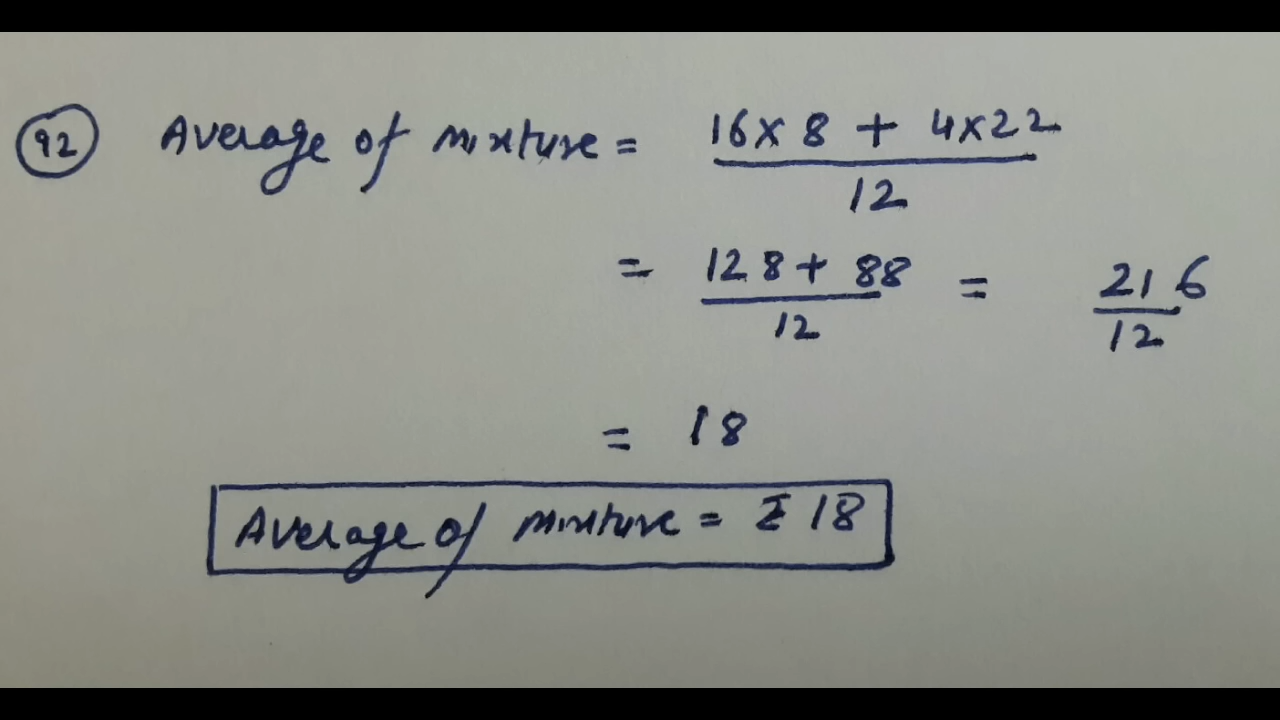 92 Average of mixture = 16×8 + 4×22
12
= 128 + 88 = 216
12 12
= 18
Average of mixture = ₹ 18